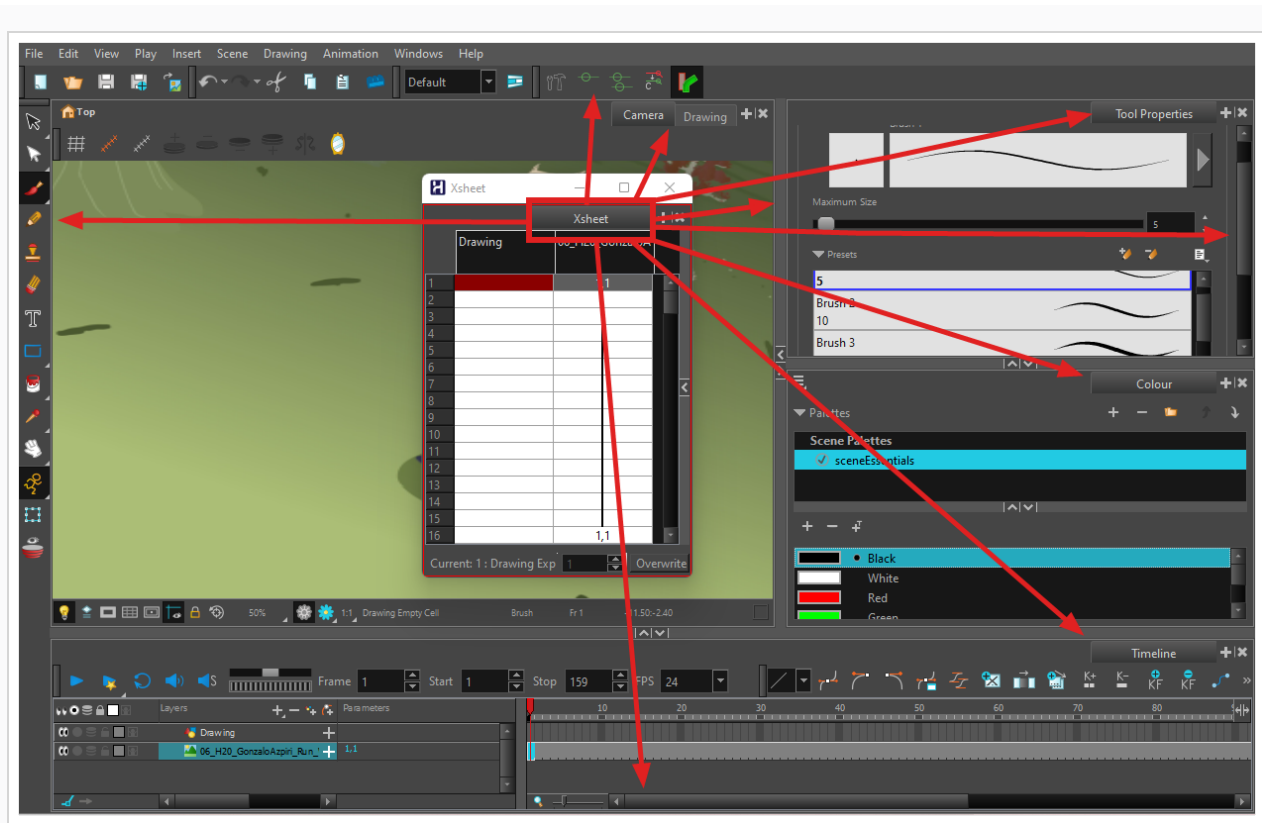 File Edit View Play Insert Scene Drawing Animation Windows Help
Default
Top
Camera Drawing
Tool Properties
Xsheet
Xsheet
Maximum Size
5
Drawing
Presets
1 1,1
2
3
4
5
6
7
8
9
10
11
12
13
14
15
16 1,1
5
Brush 2
10
Brush 3
Colour
Palettes
Scene Palettes
sceneEssentials
Current: 1 : Drawing Exp 1 Overwrite
Black
White
Red
Green
50% 1:1 Drawing Empty Cell Brush Fr 1
Timeline
S Frame 1 Start 1 Stop 159 FPS 24
K+ K- KF KF
Layers Parameters
10 20 30 40 50 60 70 80
Drawing
06_H20_GonzaloAzpiri_Run_ 1,1